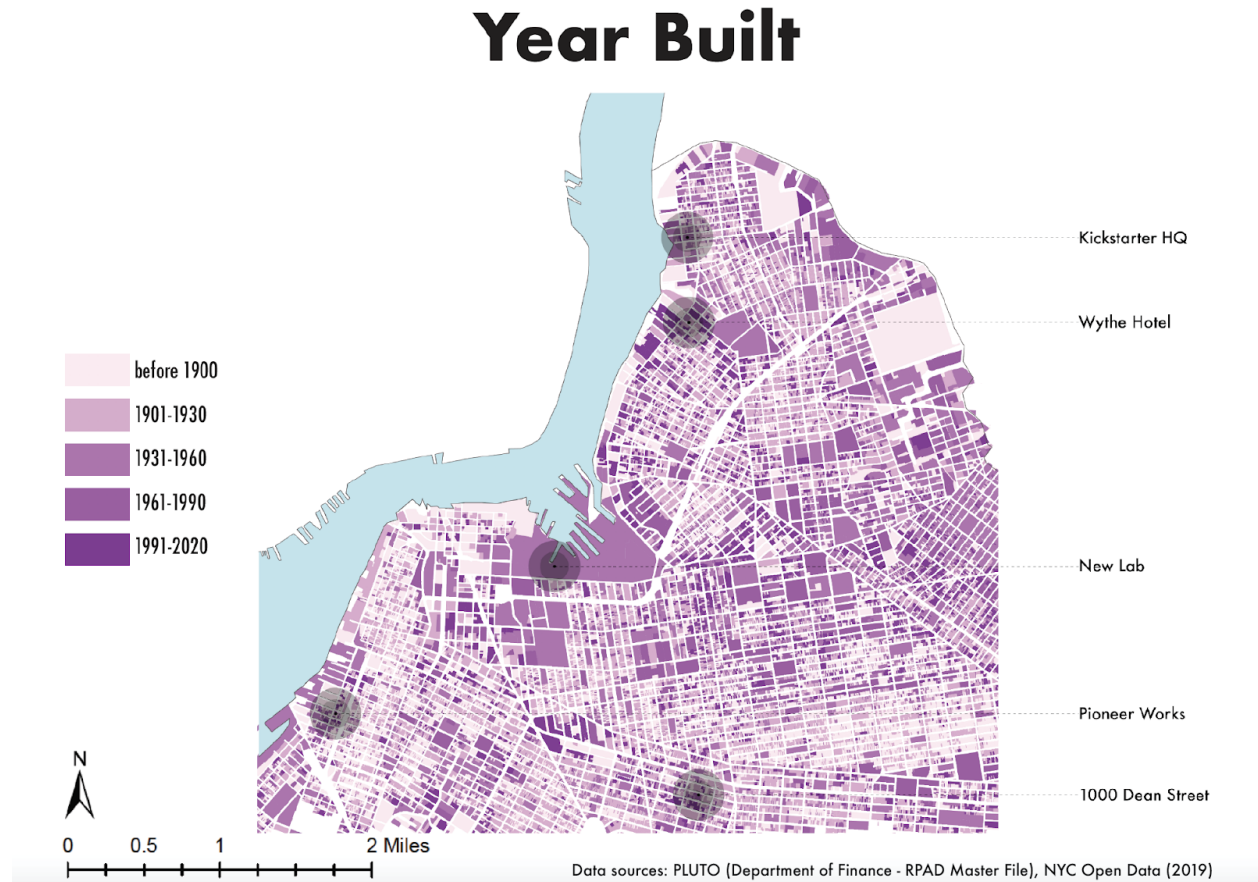 Year Built
Kickstarter HQ
Wythe Hotel
before 1900
1901-1930
1931-1960
1961-1990
1991-2020
New Lab
Pioneer Works
1000 Dean Street
N
0 0.5 1 2 Miles
Data sources: PLUTO (Department of Finance - RPAD Master File), NYC Open Data (2019)